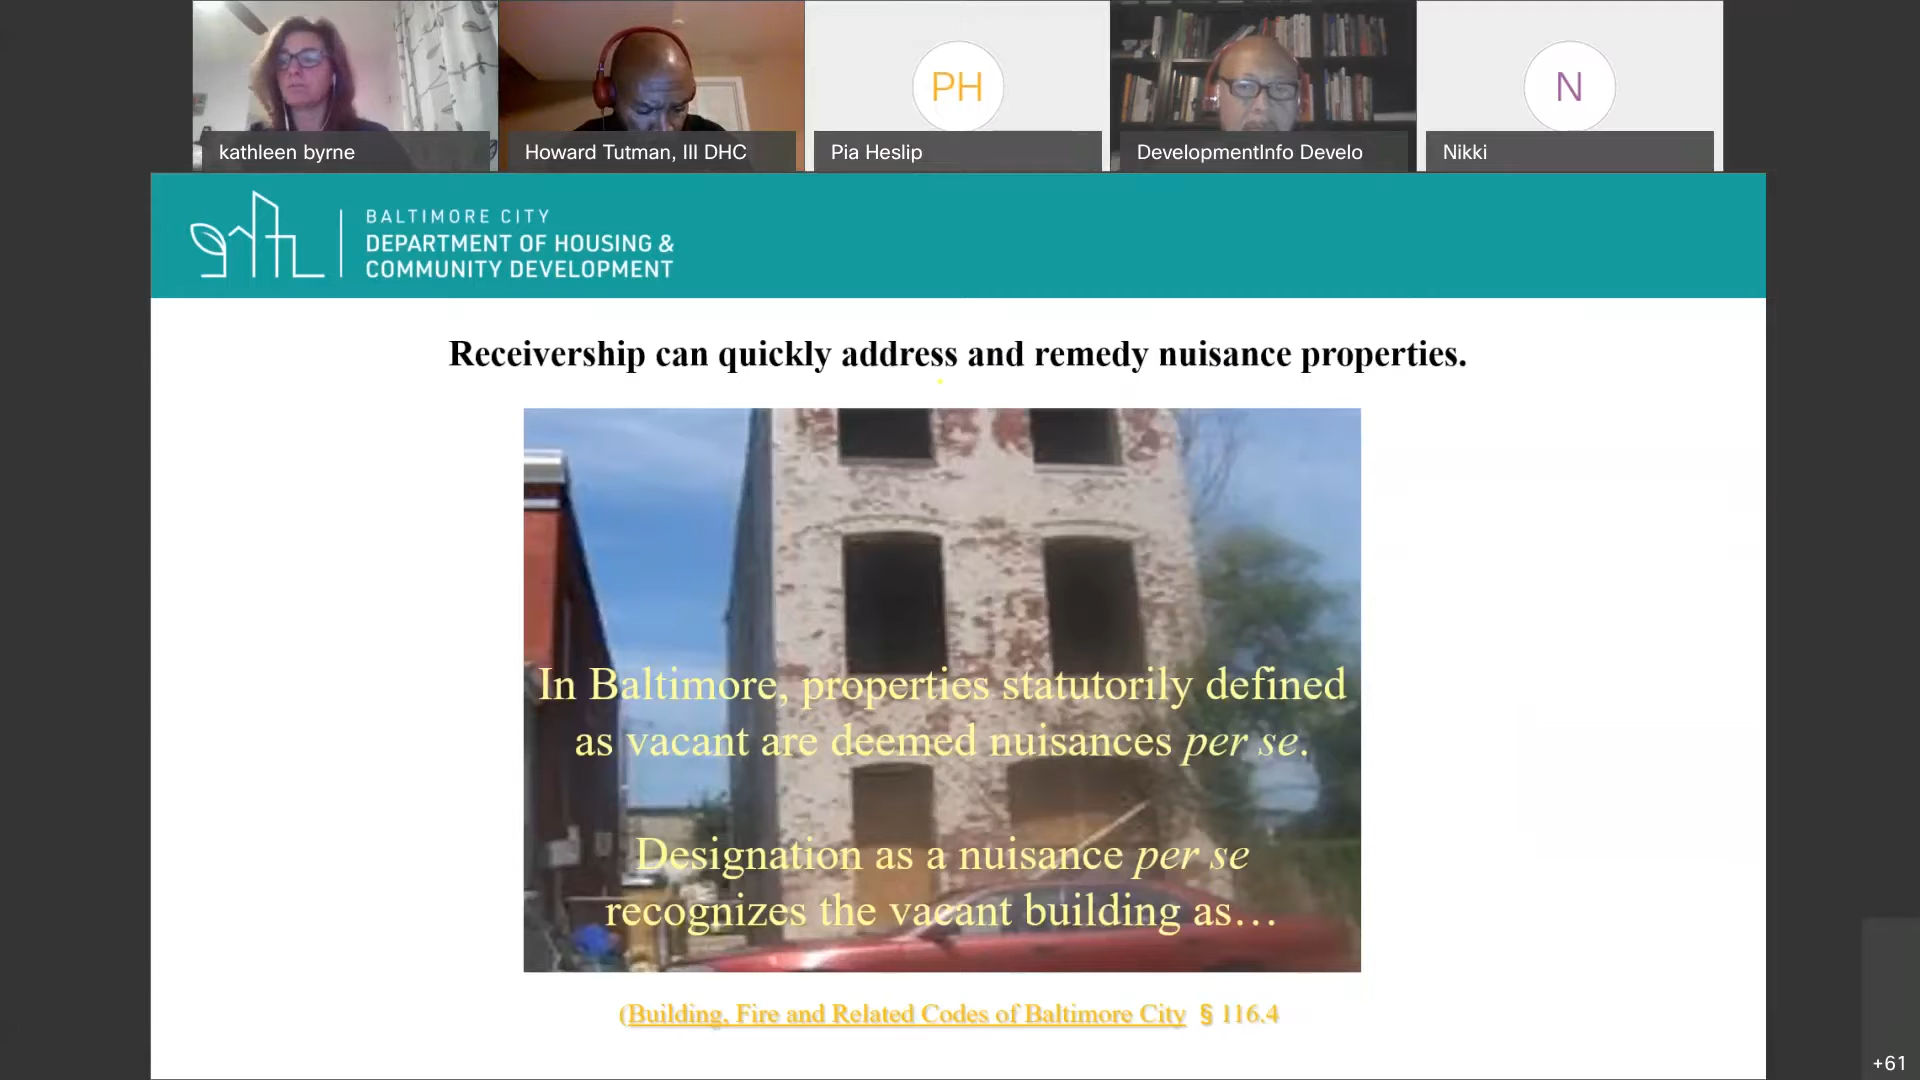 kathleen byrne
Howard Tutman, III DHC
PH
Pia Heslip
DevelopmentInfo Develo
N
Nikki
BALTIMORE CITY
DEPARTMENT OF HOUSING &
COMMUNITY DEVELOPMENT
Receivership can quickly address and remedy nuisance properties.
In Baltimore, properties statutorily defined
as vacant are deemed nuisances per se.
Designation as a nuisance per se
recognizes the vacant building as…
(Building, Fire and Related Codes of Baltimore City § 116.4
+61